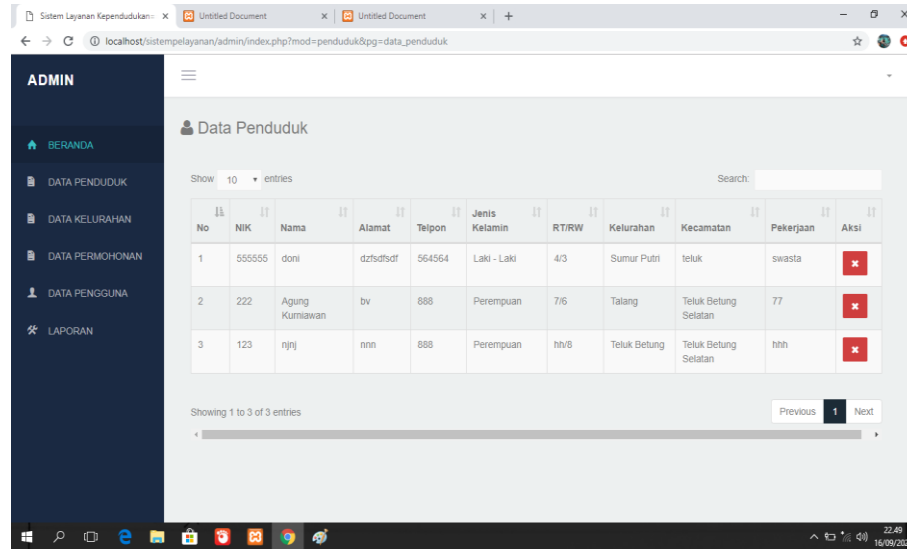 Sistem Layanan Kependudukan
Untitled Document
Untitled Document
localhost/sistempelayanan/admin/index.php?mod=penduduk&pg=data_penduduk
ADMIN
BERANDA
DATA PENDUDUK
DATA KELURAHAN
DATA PERMOHONAN
DATA PENGGUNA
LAPORAN
Data Penduduk
Show 10 entries Search:
No NIK Nama Alamat Telpon Jenis Kelamin RT/RW Kelurahan Kecamatan Pekerjaan Aksi
1 555555 doni dzfsdfsdf 564564 Laki - Laki 4/3 Sumur Putri teluk swasta
2 222 Agung Kurniawan bv 888 Perempuan 7/6 Talang Teluk Betung Selatan 77
3 123 njnj nnn 888 Perempuan hh/8 Teluk Betung Teluk Betung Selatan hhh
Showing 1 to 3 of 3 entries
Previous 1 Next
22.49
16/09/202